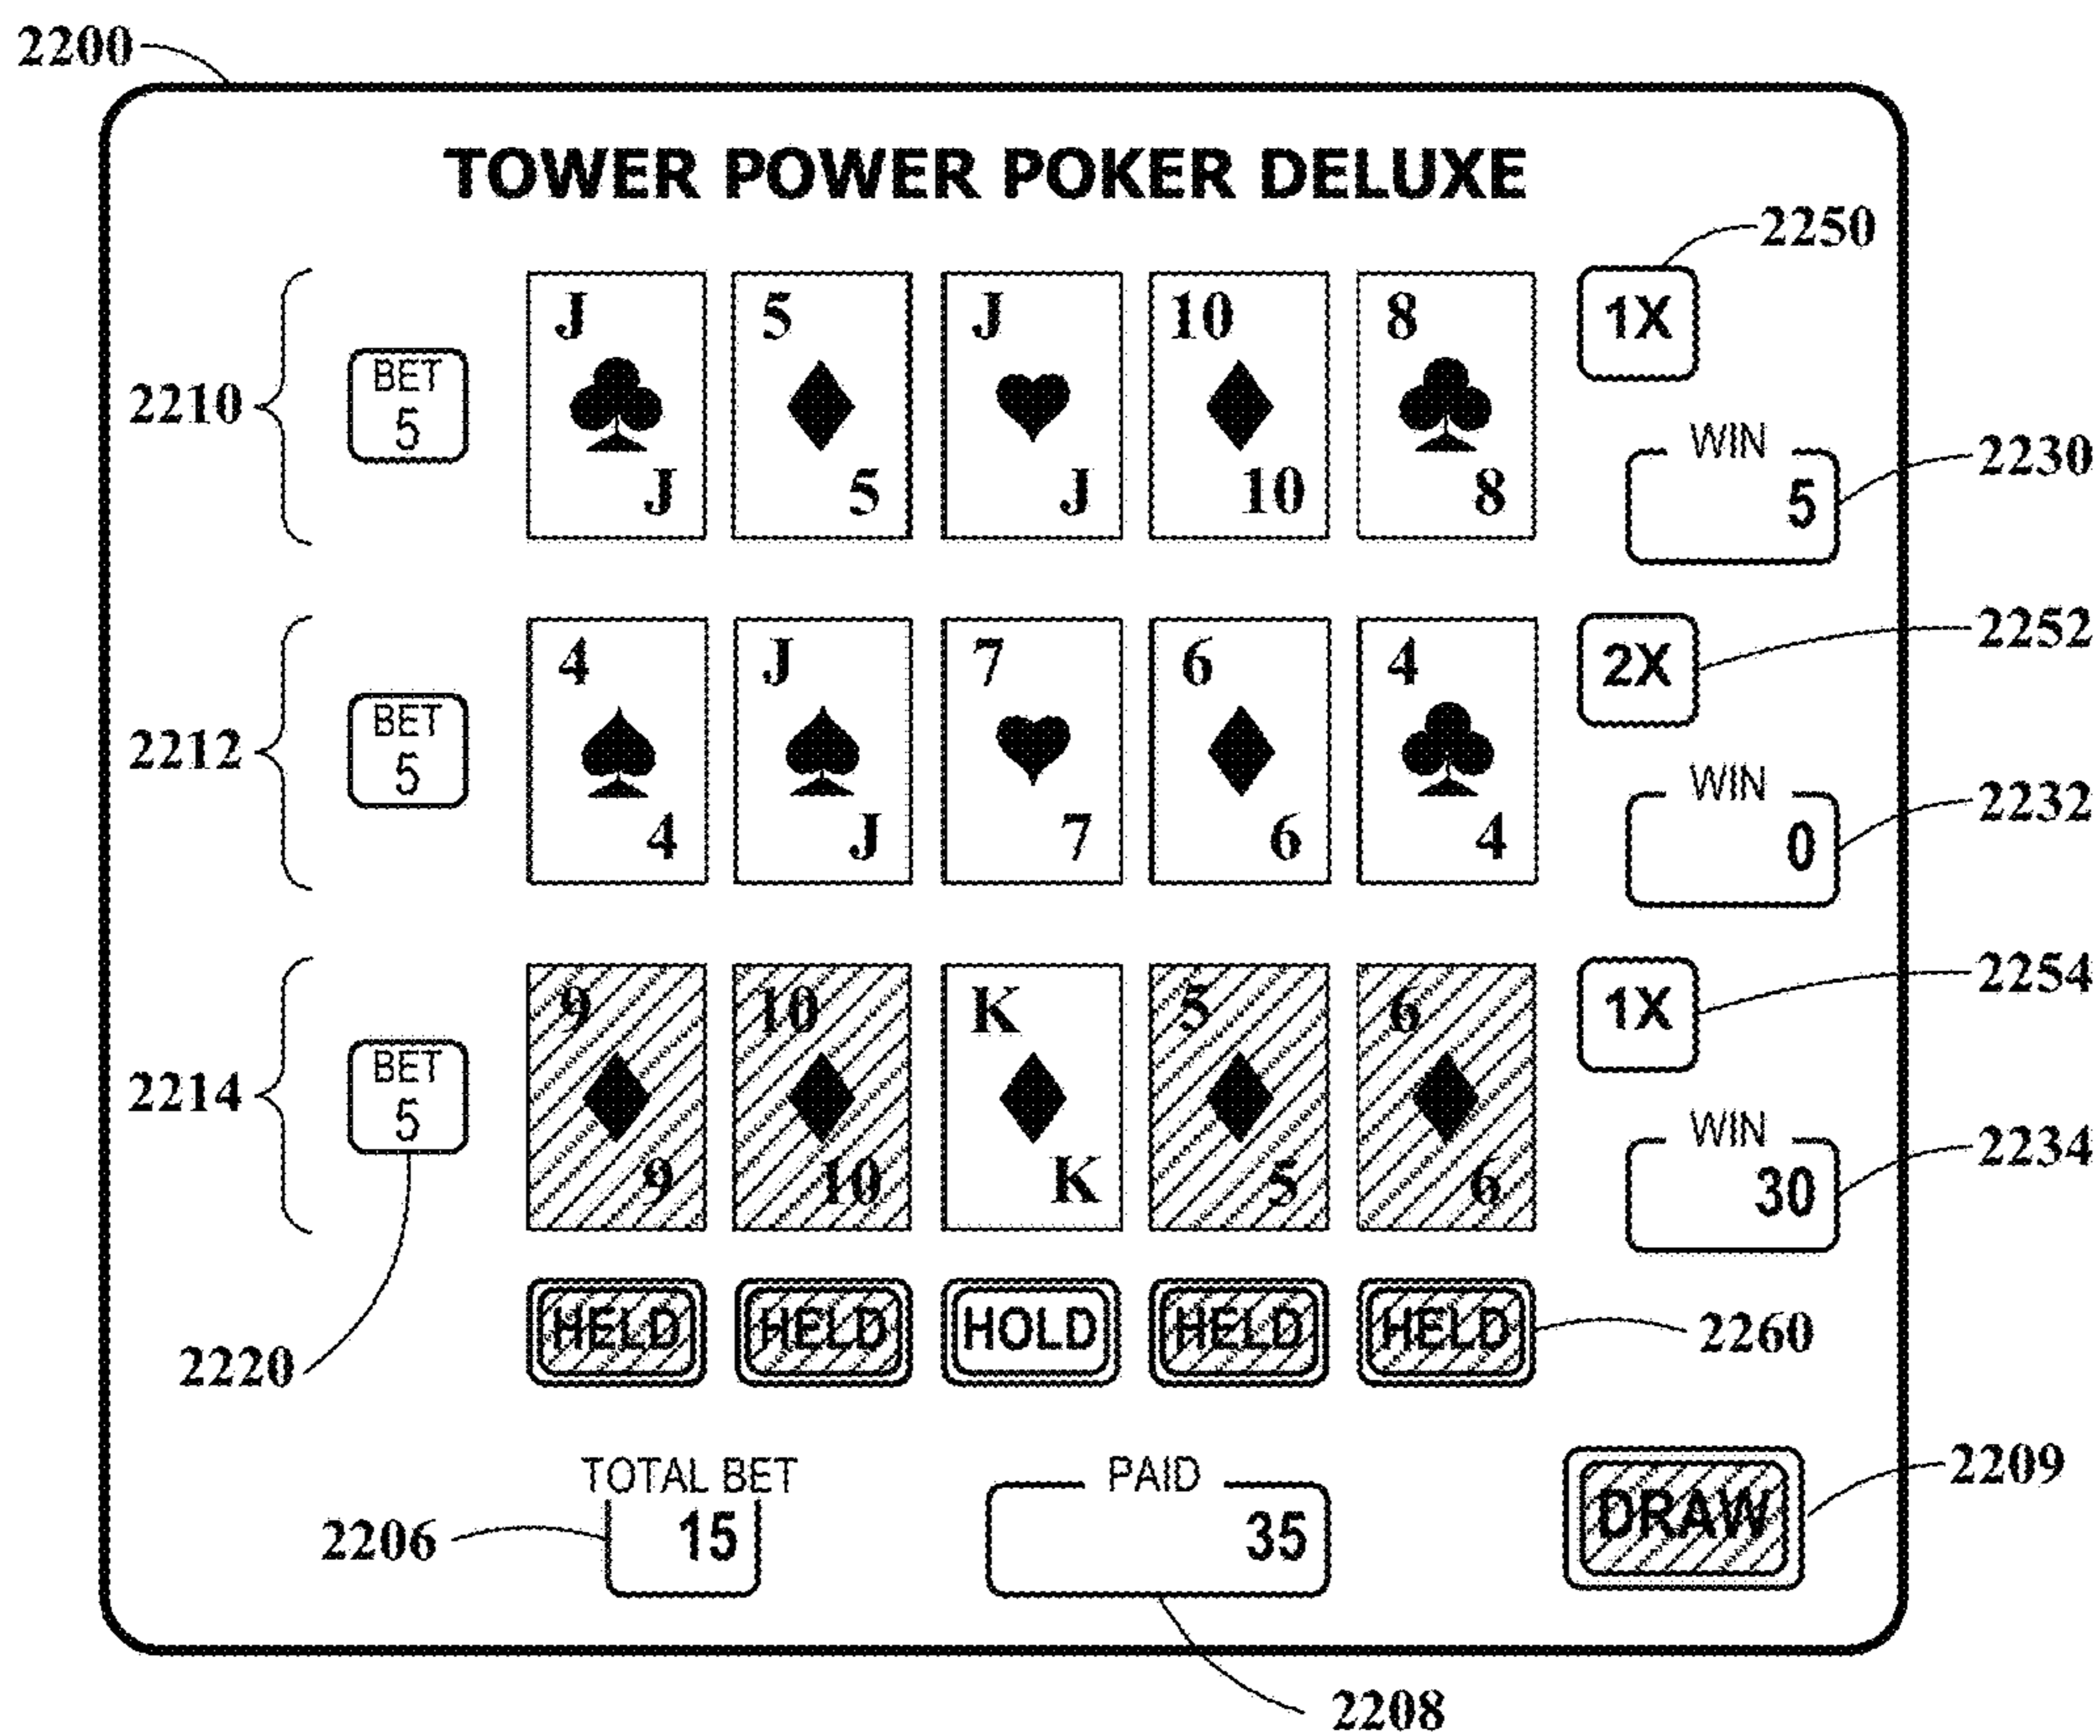 2200
TOWER POWER POKER DELUXE
2250
J 5 J 10 8 1X
2210 BET 5
WIN 2230
J 5 J 10 8 5
4 J 7 6 4 2X 2252
2212 BET 5
WIN 2232
4 J 7 6 4 0
9 10 K 5 6 1X 2254
2214 BET 5
WIN 2234
9 10 K 5 6 30
2220 HELD HELD HOLD HELD HELD 2260
TOTAL BET PAID 2209
2206 15 35 DRAW
2208